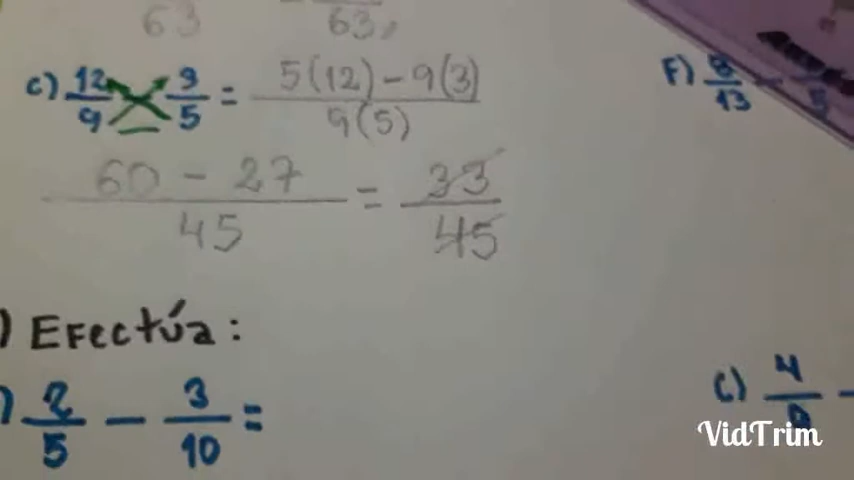 63 63,
c) 12/9 - 3/5 = 5(12) - 9(3) / 9(5)
F) 8/13 -
60 - 27 / 45 = 33/45
) Efectúa:
) 2/5 - 3/10 =
C) 4/9 -
VidTrim